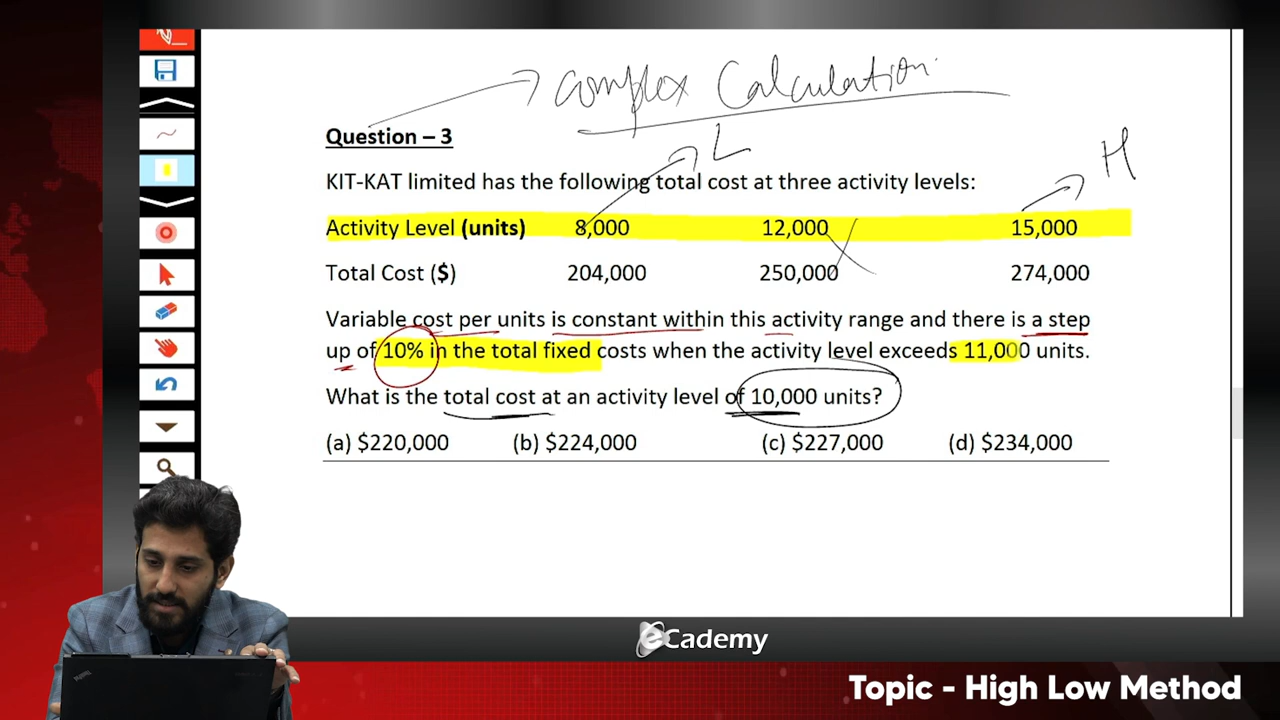 complex Calculation
Question – 3
L
H
KIT-KAT limited has the following total cost at three activity levels:
Activity Level (units) 8,000 12,000 15,000
Total Cost ($) 204,000 250,000 274,000
Variable cost per units is constant within this activity range and there is a step
up of 10% in the total fixed costs when the activity level exceeds 11,000 units.
What is the total cost at an activity level of 10,000 units?
(a) $220,000 (b) $224,000 (c) $227,000 (d) $234,000
eCademy
Topic - High Low Method